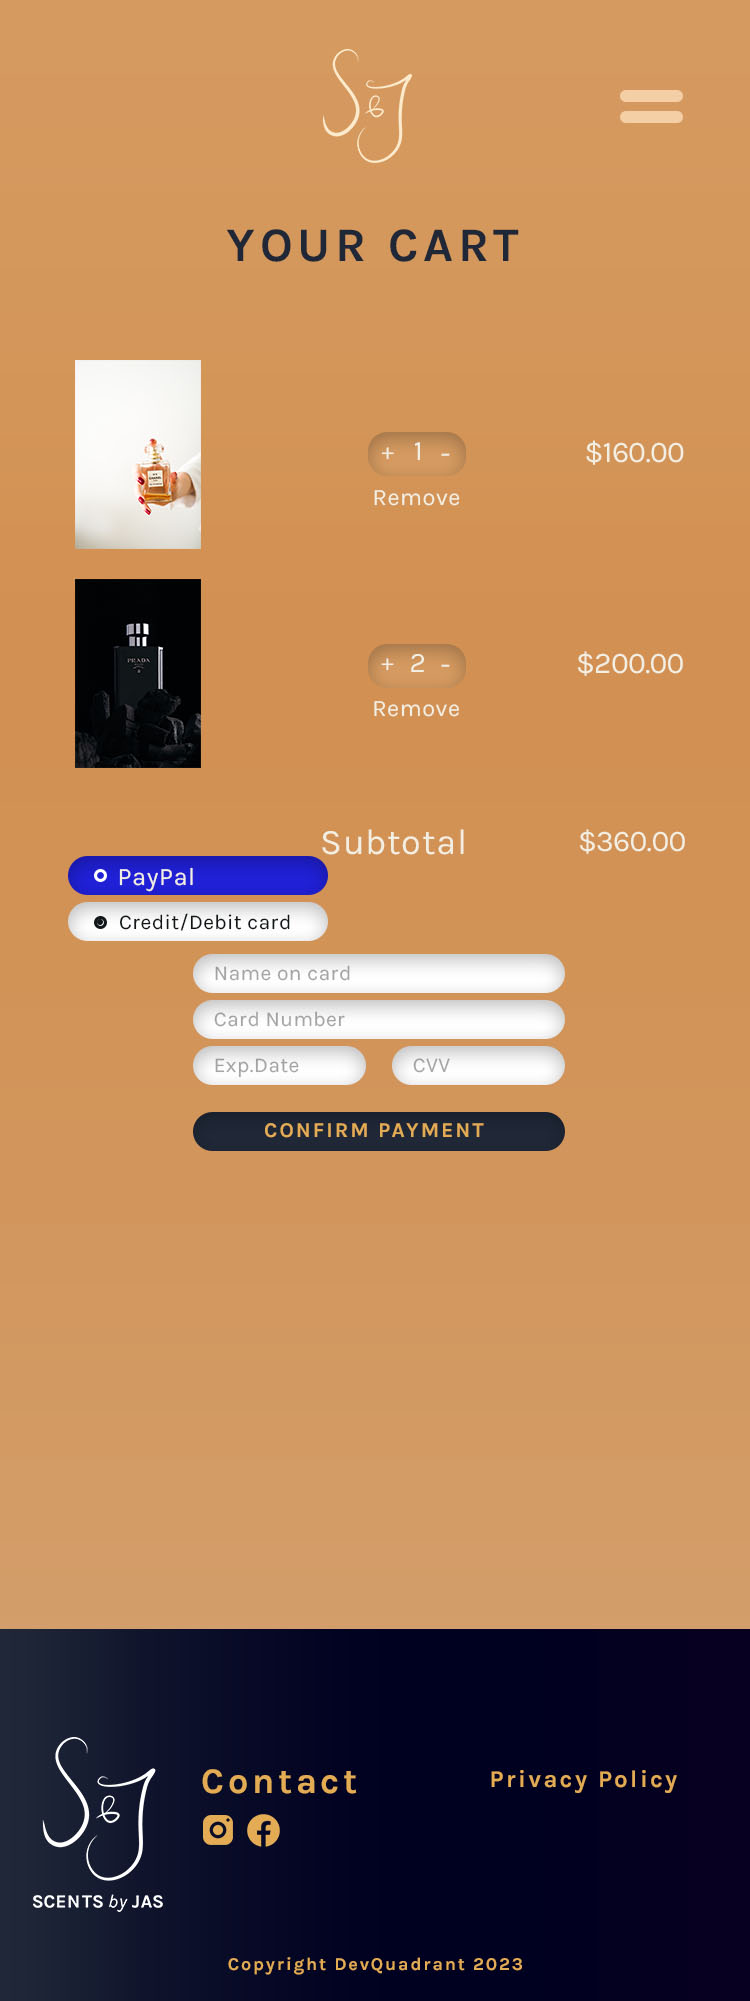 S b J
YOUR CART
+ 1 - $160.00
Remove
PRADA
+ 2 - $200.00
Remove
Subtotal $360.00
PayPal
Credit/Debit card
Name on card
Card Number
Exp.Date CVV
CONFIRM PAYMENT
S b J
Contact Privacy Policy
SCENTS by JAS
Copyright DevQuadrant 2023